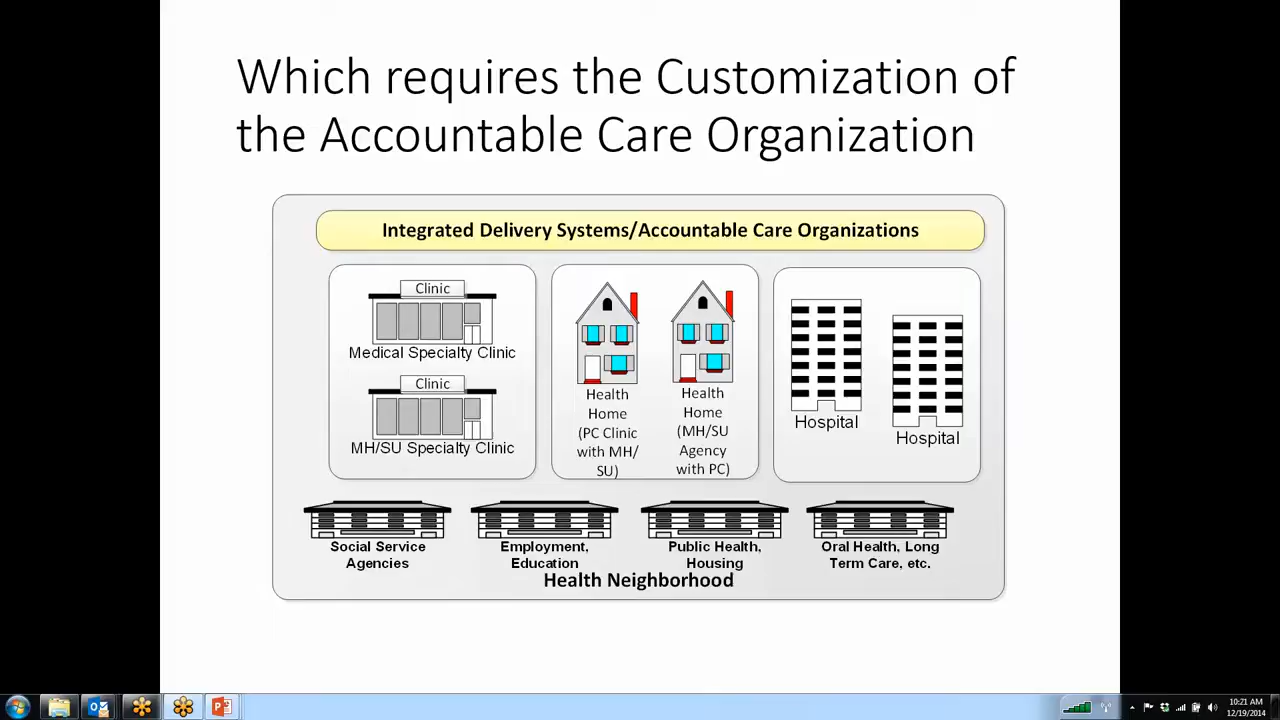 Which requires the Customization of
the Accountable Care Organization
Integrated Delivery Systems/Accountable Care Organizations
Clinic
Medical Specialty Clinic
Clinic
MH/SU Specialty Clinic
Health
Home
(PC Clinic
with MH/
SU)
Health
Home
(MH/SU
Agency
with PC)
Hospital
Hospital
Social Service
Agencies
Employment,
Education
Public Health,
Housing
Oral Health, Long
Term Care, etc.
Health Neighborhood
10:21 AM
12/19/2014